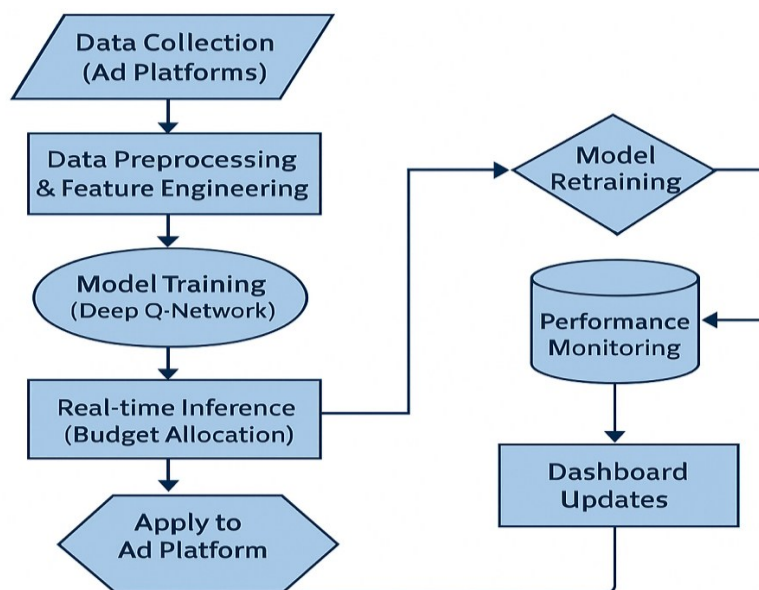 Data Collection
(Ad Platforms)
Data Preprocessing
& Feature Engineering
Model Training
(Deep Q-Network)
Real-time Inference
(Budget Allocation)
Apply to
Ad Platform
Model
Retraining
Performance
Monitoring
Dashboard
Updates